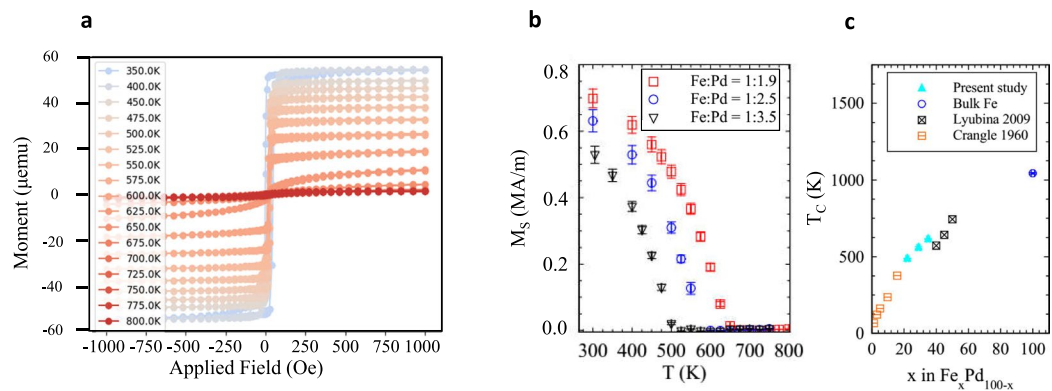 a
60
40
20
0
-20
-40
-60
Moment (μemu)
350.0K
400.0K
450.0K
475.0K
500.0K
525.0K
550.0K
575.0K
600.0K
625.0K
650.0K
675.0K
700.0K
725.0K
750.0K
775.0K
800.0K
-1000 -750 -500 -250 0 250 500 750 1000
Applied Field (Oe)
b
0.8
0.6
0.4
0.2
0.0
M_S (MA/m)
Fe:Pd = 1:1.9
Fe:Pd = 1:2.5
Fe:Pd = 1:3.5
300 400 500 600 700 800
T (K)
c
1500
1000
500
0
T_C (K)
Present study
Bulk Fe
Lyubina 2009
Crangle 1960
0 20 40 60 80 100
x in Fe_xPd_{100-x}